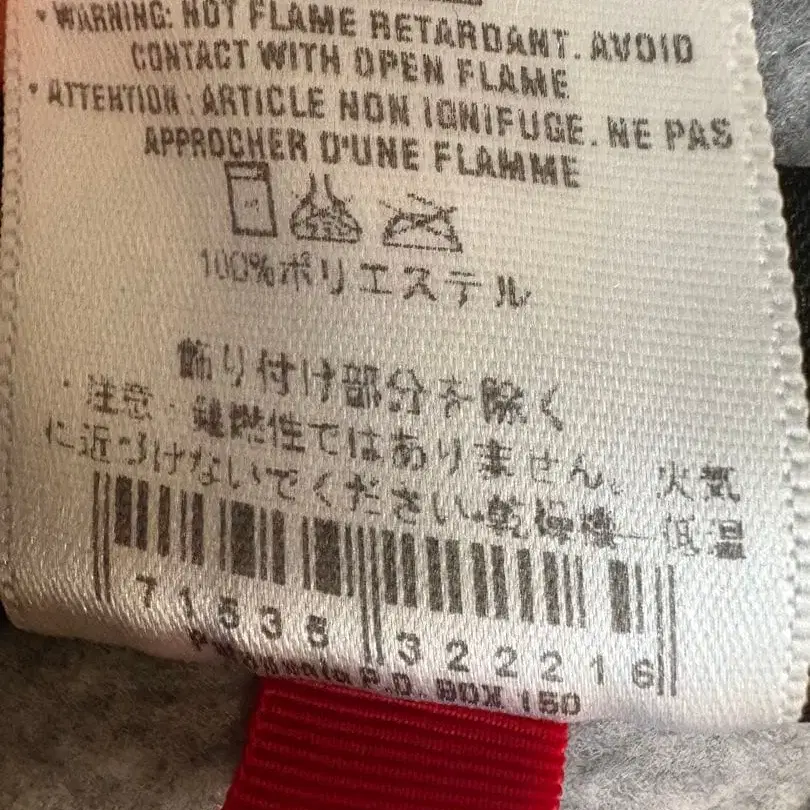 • WARNING: NOT FLAME RETARDANT. AVOID
CONTACT WITH OPEN FLAME
• ATTENTION: ARTICLE NON IGNIFUGE. NE PAS
APPROCHER D'UNE FLAMME
100%ポリエステル
飾り付け部分を除く
・注意:難燃性ではありません。火気
に近づけないでください乾燥機—低温
71535 322216
P.O. BOX 150